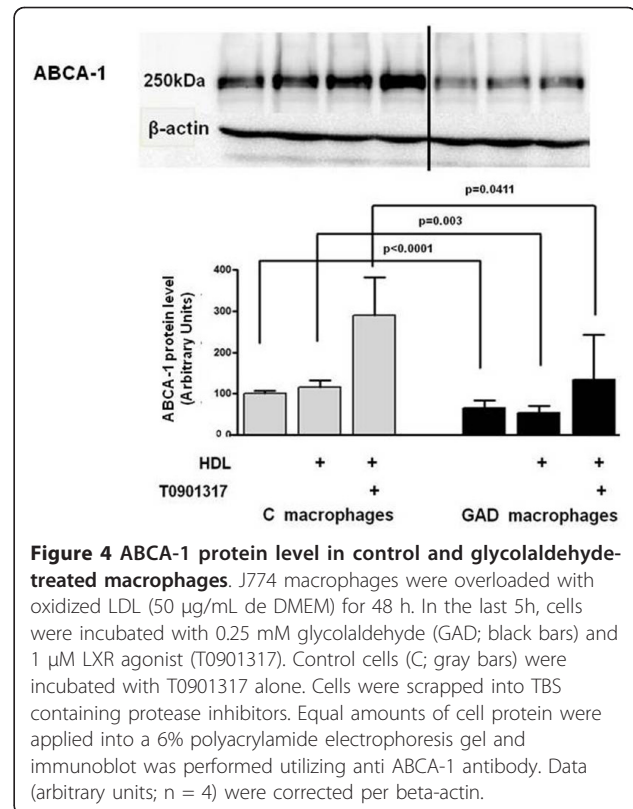 ABCA-1
250kDa
β-actin
p=0.0411
p=0.003
p<0.0001
ABCA-1 protein level
(Arbitrary Units)
400
300
200
100
0.0
HDL + + + +
T0901317 + +
C macrophages GAD macrophages
Figure 4 ABCA-1 protein level in control and glycolaldehyde-
treated macrophages. J774 macrophages were overloaded with
oxidized LDL (50 μg/mL de DMEM) for 48 h. In the last 5h, cells
were incubated with 0.25 mM glycolaldehyde (GAD; black bars) and
1 μM LXR agonist (T0901317). Control cells (C; gray bars) were
incubated with T0901317 alone. Cells were scrapped into TBS
containing protease inhibitors. Equal amounts of cell protein were
applied into a 6% polyacrylamide electrophoresis gel and
immunoblot was performed utilizing anti ABCA-1 antibody. Data
(arbitrary units; n = 4) were corrected per beta-actin.